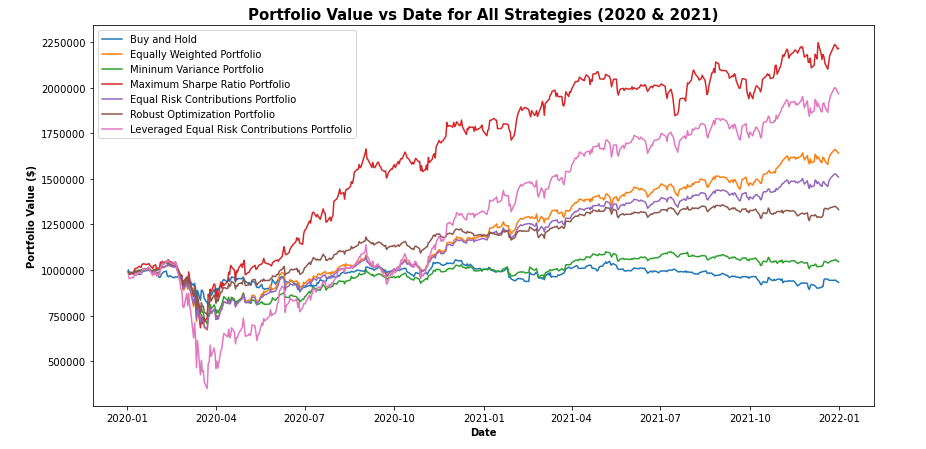 Portfolio Value vs Date for All Strategies (2020 & 2021)
Buy and Hold
Equally Weighted Portfolio
Mininum Variance Portfolio
Maximum Sharpe Ratio Portfolio
Equal Risk Contributions Portfolio
Robust Optimization Portfolio
Leveraged Equal Risk Contributions Portfolio
Portfolio Value ($)
2250000
2000000
1750000
1500000
1250000
1000000
750000
500000
2020-01
2020-04
2020-07
2020-10
2021-01
2021-04
2021-07
2021-10
2022-01
Date